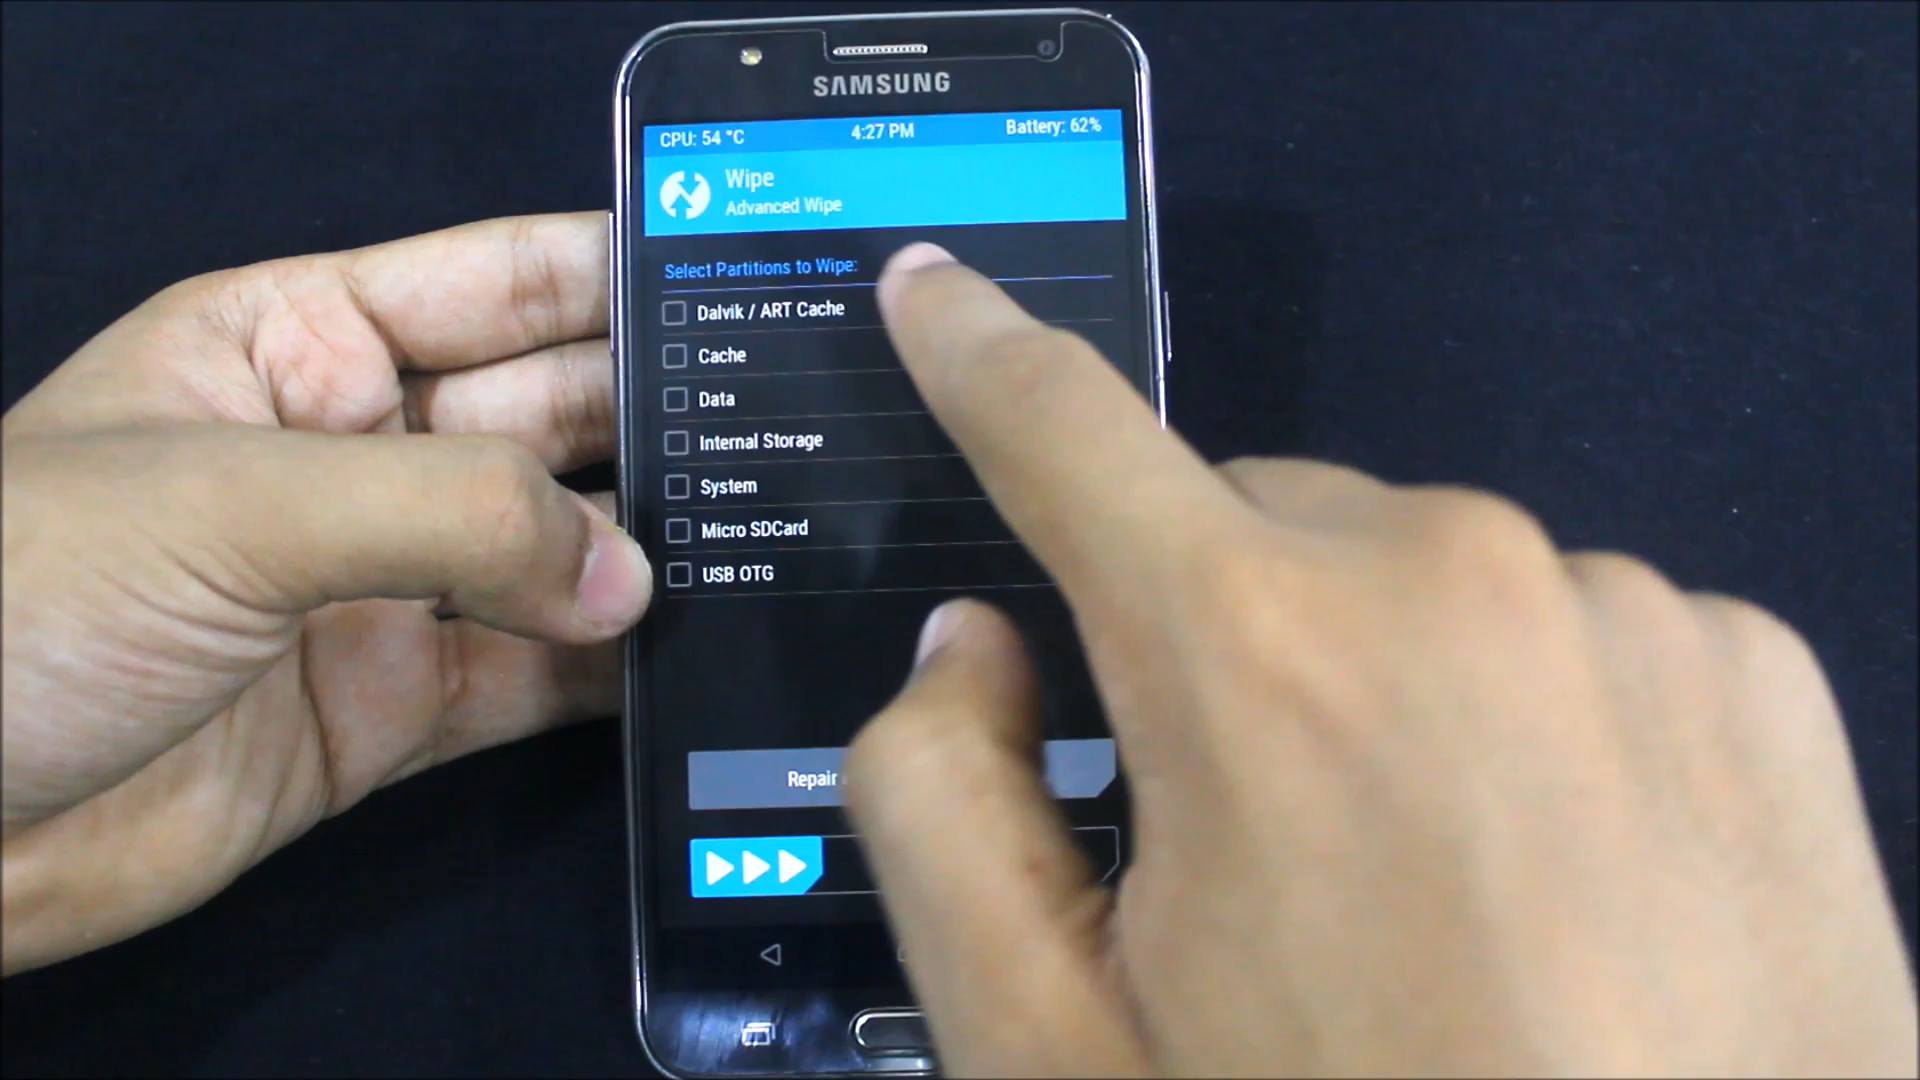 SAMSUNG
CPU: 54 °C 4:27 PM Battery: 62%
Wipe
Advanced Wipe
Select Partitions to Wipe:
Dalvik / ART Cache
Cache
Data
Internal Storage
System
Micro SDCard
USB OTG
Repair